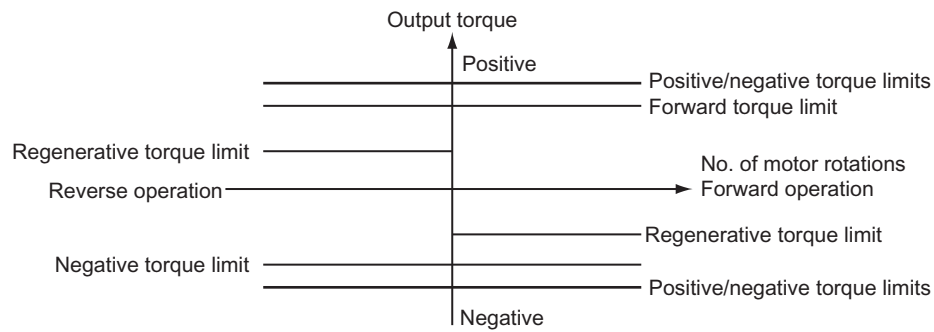 Output torque
Positive
Positive/negative torque limits
Forward torque limit
Regenerative torque limit
No. of motor rotations
Reverse operation
Forward operation
Regenerative torque limit
Negative torque limit
Positive/negative torque limits
Negative